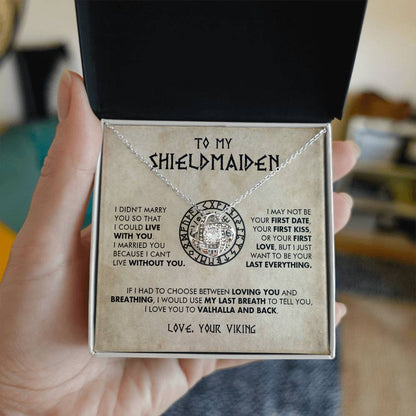 TO MY
SHIELDMAIDEN
I DIDN'T MARRY
YOU SO THAT
I COULD LIVE
WITH YOU.
I MARRIED YOU
BECAUSE I CAN'T
LIVE WITHOUT YOU.
I MAY NOT BE
YOUR FIRST DATE,
YOUR FIRST KISS,
OR YOUR FIRST
LOVE, BUT I JUST
WANT TO BE YOUR
LAST EVERYTHING.
IF I HAD TO CHOOSE BETWEEN LOVING YOU AND
BREATHING, I WOULD USE MY LAST BREATH TO TELL YOU,
I LOVE YOU TO VALHALLA AND BACK.
LOVE, YOUR VIKING